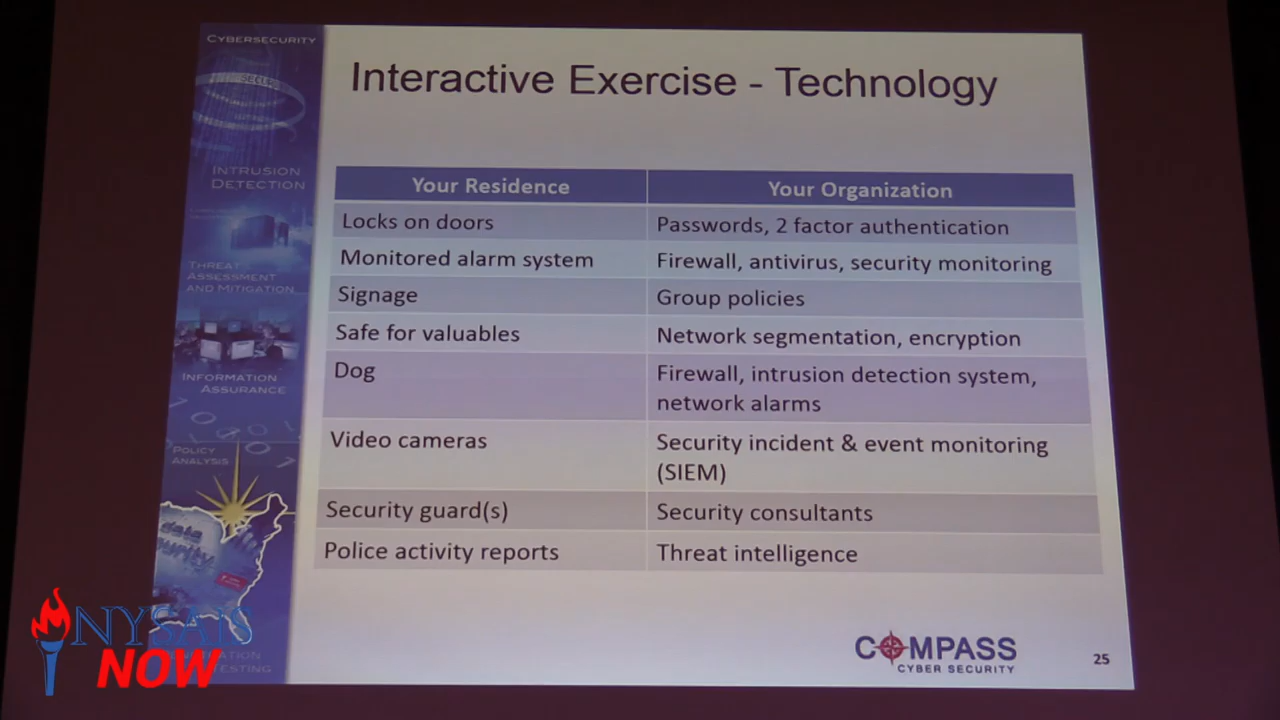 CYBERSECURITY
SECU
INTRUSION
DETECTION
THREAT
ASSESSMENT
AND MITIGATION
INFORMATION
ASSURANCE
POLICY
ANALYSIS
data
Interactive Exercise - Technology
Your Residence Your Organization
Locks on doors Passwords, 2 factor authentication
Monitored alarm system Firewall, antivirus, security monitoring
Signage Group policies
Safe for valuables Network segmentation, encryption
Dog Firewall, intrusion detection system,
network alarms
Video cameras Security incident & event monitoring
(SIEM)
Security guard(s) Security consultants
Police activity reports Threat intelligence
NYSAIS
NOW
COMPASS
CYBER SECURITY
25